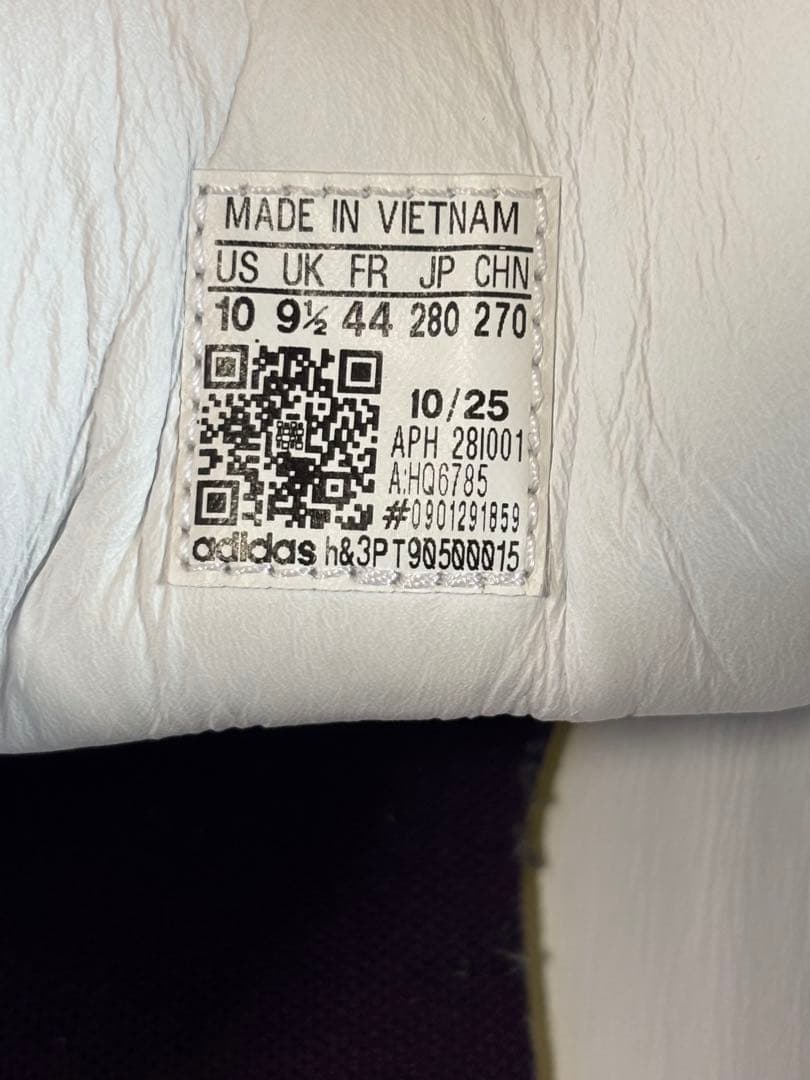 MADE IN VIETNAM
US UK FR JP CHN
10 9½ 44 280 270
10/25
APH 28I001
A:HQ6785
#0901291859
adidas h&3PT90500015